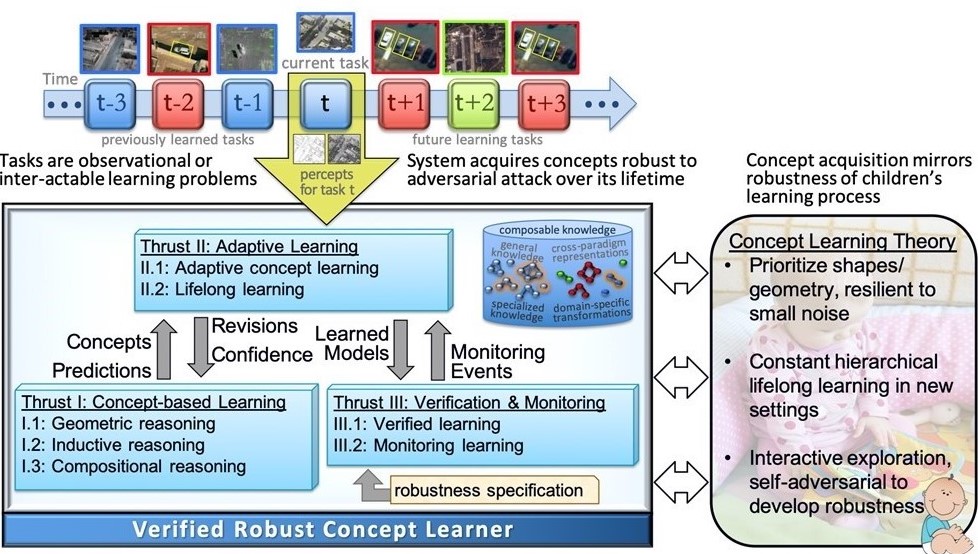 current task
Time
... t-3 t-2 t-1 t t+1 t+2 t+3 ...
previously learned tasks
future learning tasks
percepts
for task t
Tasks are observational or
inter-actable learning problems
System acquires concepts robust to
adversarial attack over its lifetime
Concept acquisition mirrors
robustness of children's
learning process
Thrust II: Adaptive Learning
II.1: Adaptive concept learning
II.2: Lifelong learning
composable knowledge
general
knowledge
cross-paradigm
representations
specialized
knowledge
domain-specific
transformations
Concepts
Predictions
Revisions
Confidence
Learned
Models
Monitoring
Events
Thrust I: Concept-based Learning
I.1: Geometric reasoning
I.2: Inductive reasoning
I.3: Compositional reasoning
Thrust III: Verification & Monitoring
III.1: Verified learning
III.2: Monitoring learning
robustness specification
Verified Robust Concept Learner
Concept Learning Theory
• Prioritize shapes/
geometry, resilient to
small noise
• Constant hierarchical
lifelong learning in new
settings
• Interactive exploration,
self-adversarial to
develop robustness